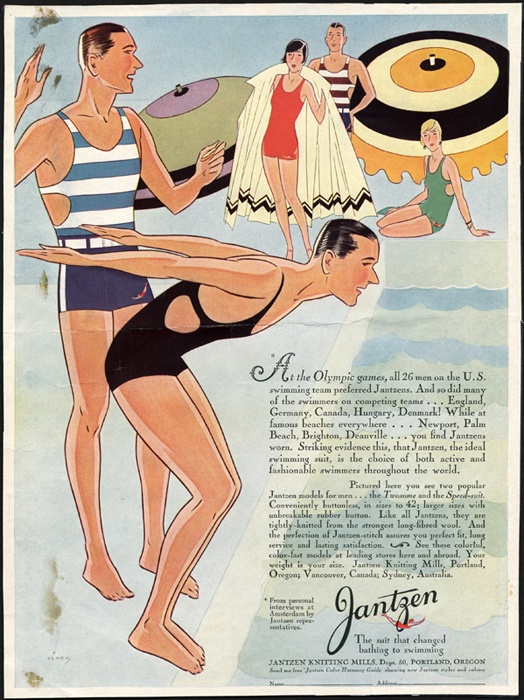 *At the Olympic games, all 26 men on the U.S.
swimming team preferred Jantzens. And so did many
of the swimmers on competing teams . . . England,
Germany, Canada, Hungary, Denmark! While at
famous beaches everywhere . . . . Newport, Palm
Beach, Brighton, Deauville . . . you find Jantzens
worn. Striking evidence this, that Jantzen, the ideal
swimming suit, is the choice of both active and
fashionable swimmers throughout the world.
Pictured here you see two popular
Jantzen models for men . . . the Twosome and the Speed-suit.
Conveniently buttonless, in sizes to 42; larger sizes with
unbreakable rubber button. Like all Jantzens, they are
tightly-knitted from the strongest long-fibred wool. And
the perfection of Jantzen-stitch assures you perfect fit, long
service and lasting satisfaction. See these colorful,
color-fast models at leading stores here and abroad. Your
weight is your size. Jantzen Knitting Mills, Portland,
Oregon; Vancouver, Canada; Sydney, Australia.
*From personal
interviews at
Amsterdam by
Jantzen repre-
sentatives.
Jantzen
The suit that changed
bathing to swimming
JANTZEN KNITTING MILLS, Dept. 50, PORTLAND, OREGON
Send me free "Jantzen Color Harmony Guide, showing new Jantzen styles and colors.
Name Address